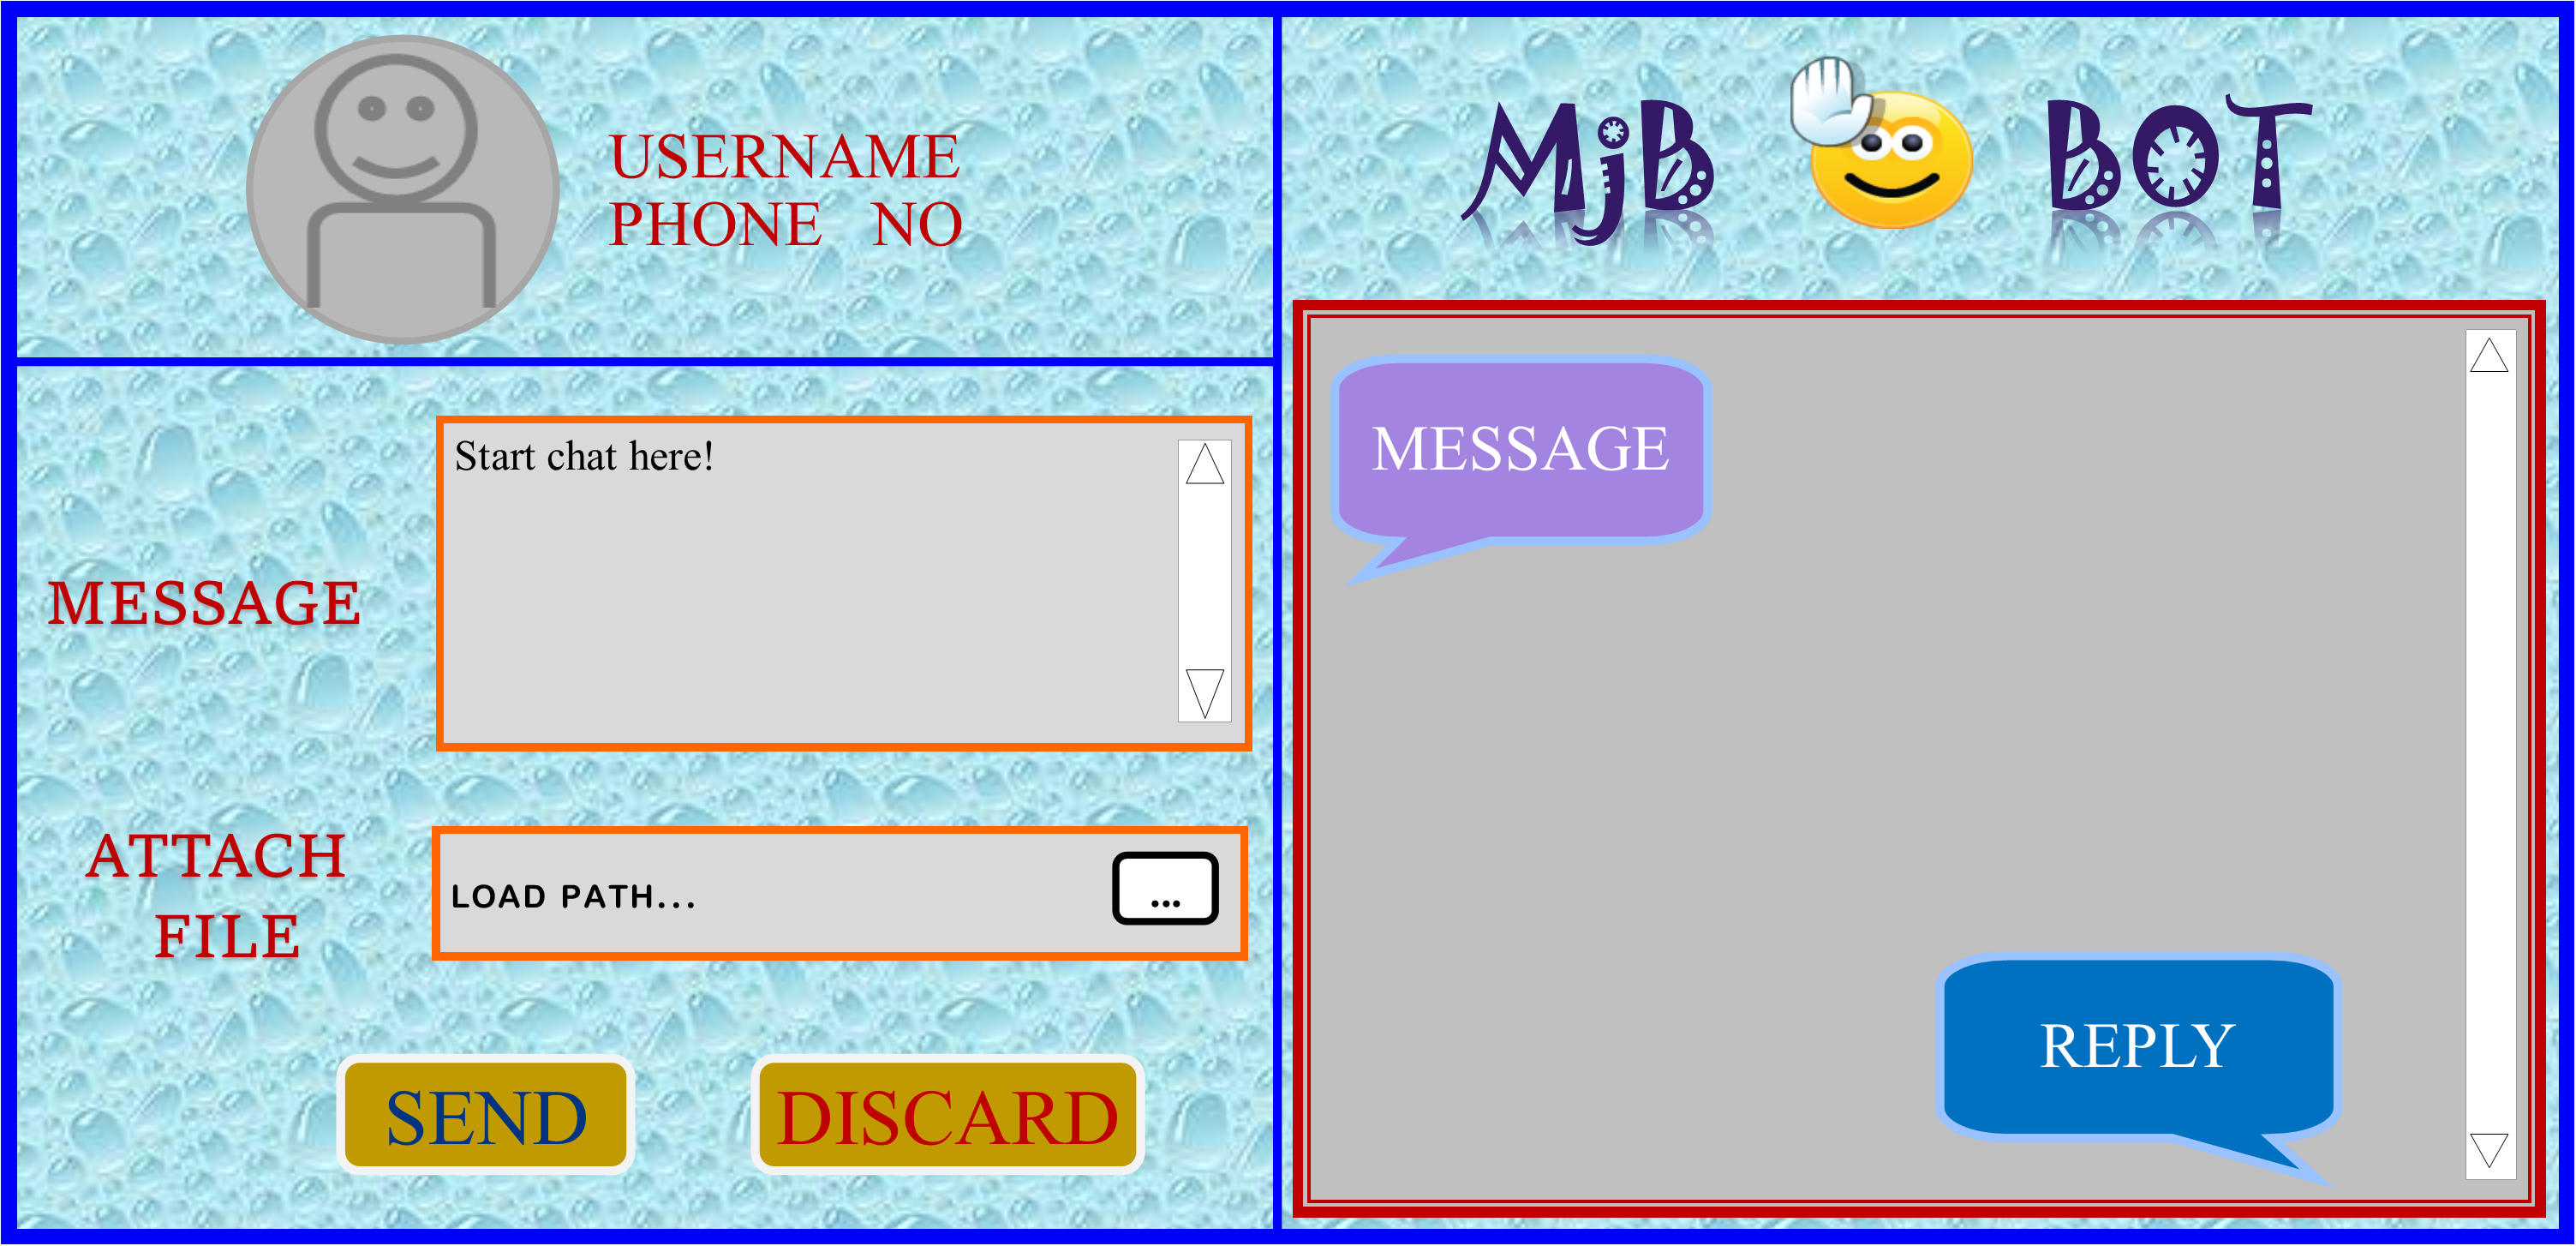 USERNAME
PHONE NO
MESSAGE
Start chat here!
ATTACH
FILE
LOAD PATH...
...
SEND
DISCARD
MjB BOT
MESSAGE
REPLY